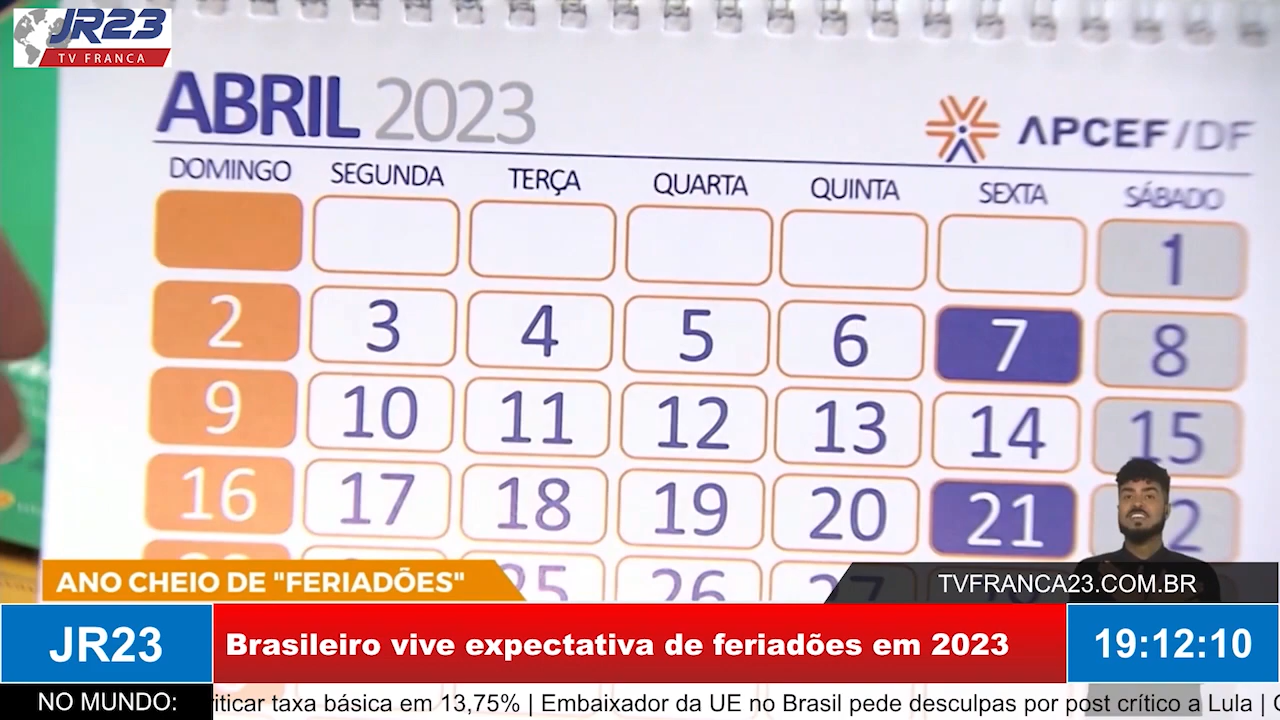 JR23
TV FRANCA
ABRIL 2023
APCEF/DF
DOMINGO SEGUNDA TERÇA QUARTA QUINTA SEXTA SÁBADO
1
2 3 4 5 6 7 8
9 10 11 12 13 14 15
16 17 18 19 20 21
26
ANO CHEIO DE "FERIADÕES"
TVFRANCA23.COM.BR
JR23
Brasileiro vive expectativa de feriadões em 2023
19:12:10
NO MUNDO: taxa básica em 13,75% | Embaixador da UE no Brasil pede desculpas por post crítico a Lula |